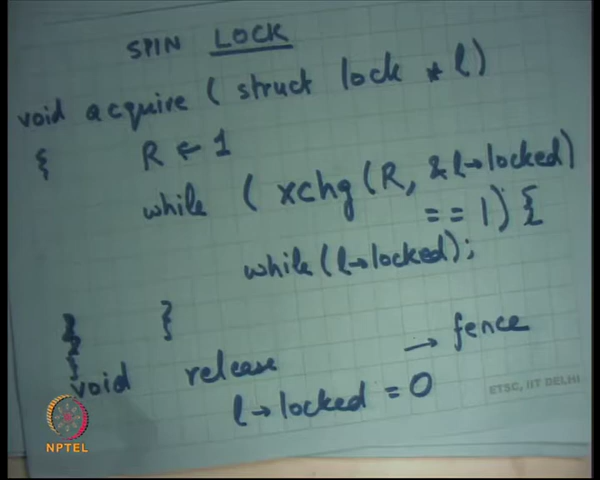 SPIN LOCK
void acquire ( struct lock * l)
{ R ← 1
while ( xchg (R, &l→locked)
== 1) {
while (l→locked);
}
}
void release → fence
l→locked = 0
ETSC, IIT DELHI
NPTEL